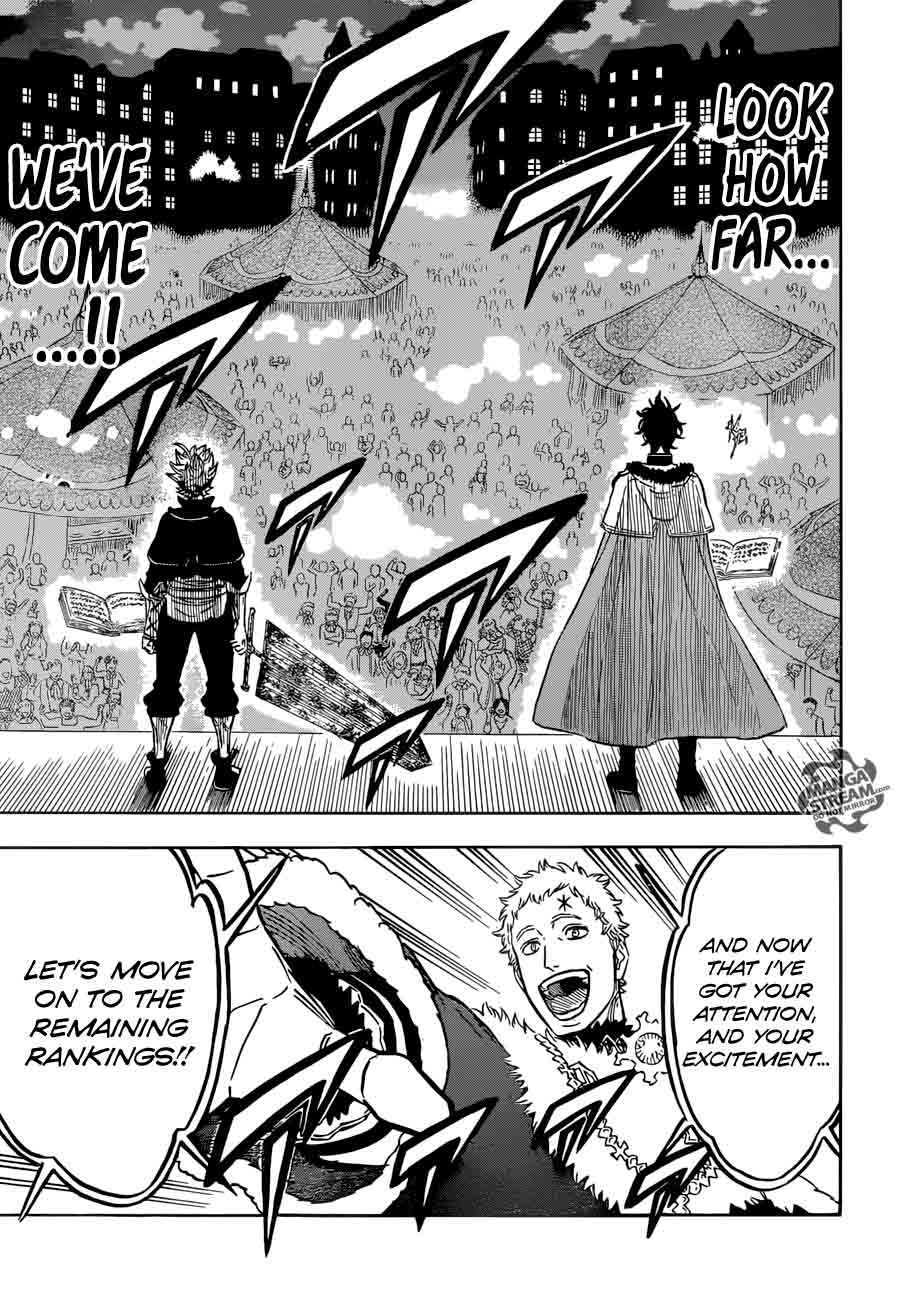 LOOK
HOW
FAR...
WE'VE
COME
...!!
MANGA
STREAM.com
DO NOT MIRROR
AND NOW
THAT I'VE
GOT YOUR
ATTENTION,
AND YOUR
EXCITEMENT...
LET'S MOVE
ON TO THE
REMAINING
RANKINGS!!